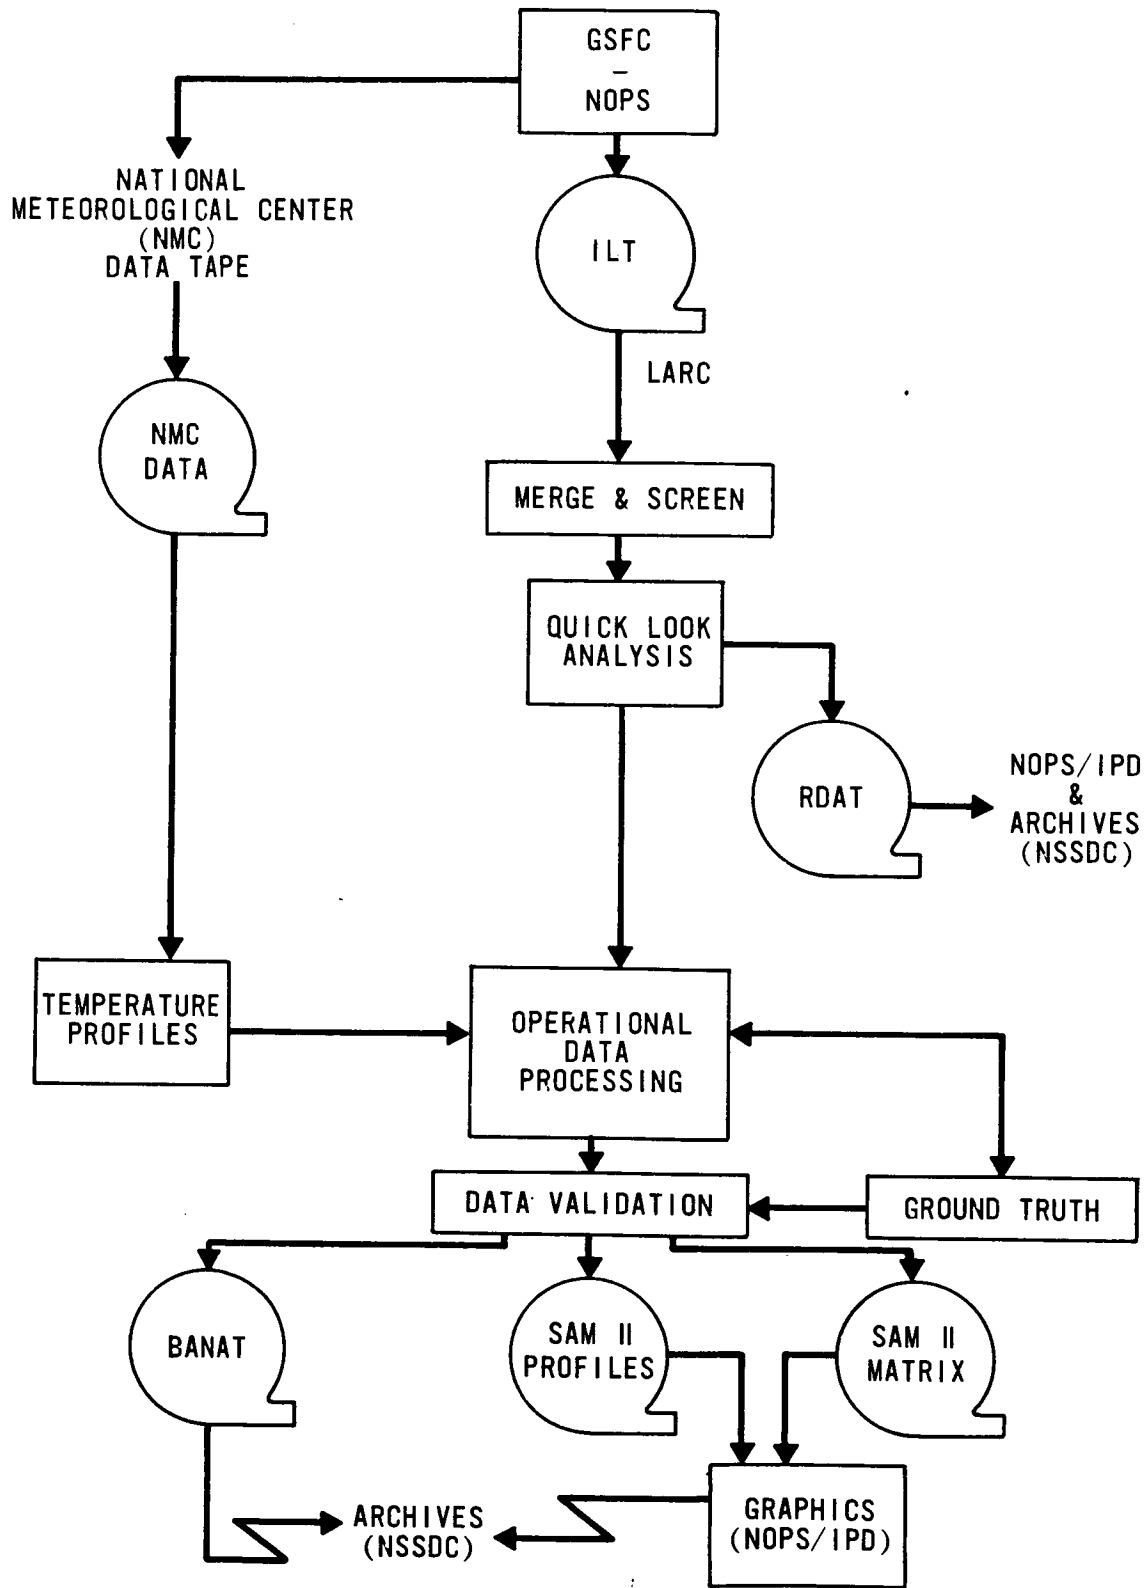 GSFC
–
NOPS
NATIONAL
METEOROLOGICAL CENTER
(NMC)
DATA TAPE
ILT
LARC
NMC
DATA
MERGE & SCREEN
QUICK LOOK
ANALYSIS
RDAT
NOPS/IPD
&
ARCHIVES
(NSSDC)
TEMPERATURE
PROFILES
OPERATIONAL
DATA
PROCESSING
DATA VALIDATION
GROUND TRUTH
BANAT
SAM II
PROFILES
SAM II
MATRIX
ARCHIVES
(NSSDC)
GRAPHICS
(NOPS/IPD)